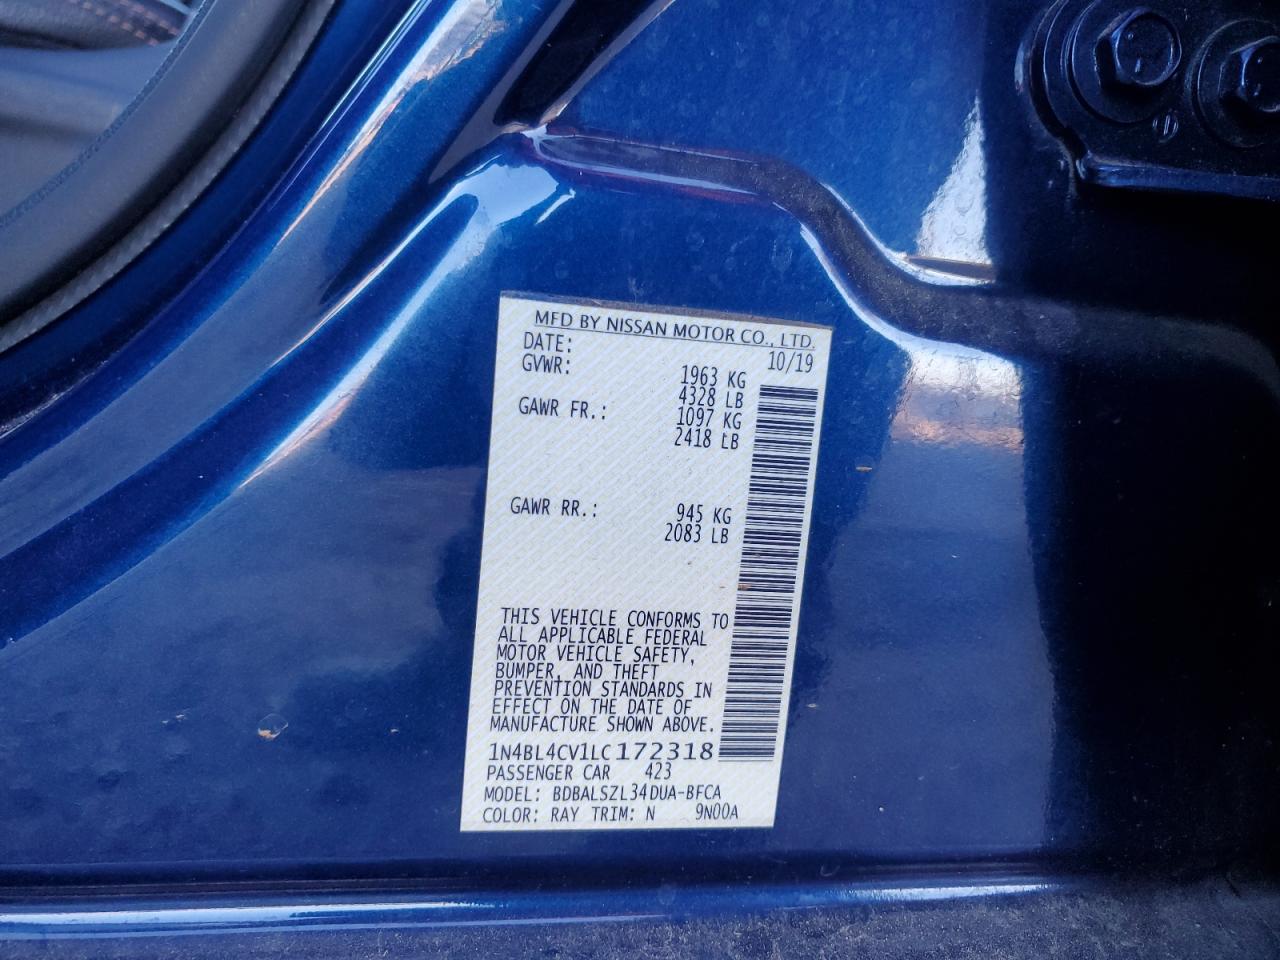 MFD BY NISSAN MOTOR CO., LTD.
DATE: 10/19
GVWR: 1963 KG
4328 LB
GAWR FR.: 1097 KG
2418 LB
GAWR RR.: 945 KG
2083 LB
THIS VEHICLE CONFORMS TO
ALL APPLICABLE FEDERAL
MOTOR VEHICLE SAFETY,
BUMPER, AND THEFT
PREVENTION STANDARDS IN
EFFECT ON THE DATE OF
MANUFACTURE SHOWN ABOVE.
1N4BL4CV1LC172318
PASSENGER CAR 423
MODEL: BDBALSZL34DUA-BFCA
COLOR: RAY TRIM: N 9N00A